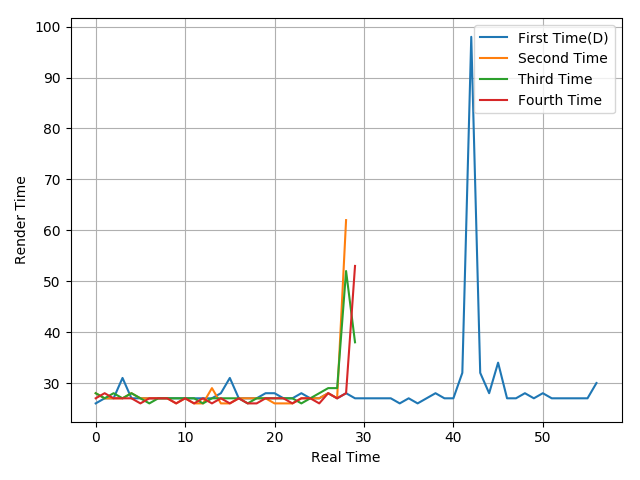 First Time(D)
Second Time
Third Time
Fourth Time
100
90
80
70
60
50
40
30
Render Time
0 10 20 30 40 50
Real Time